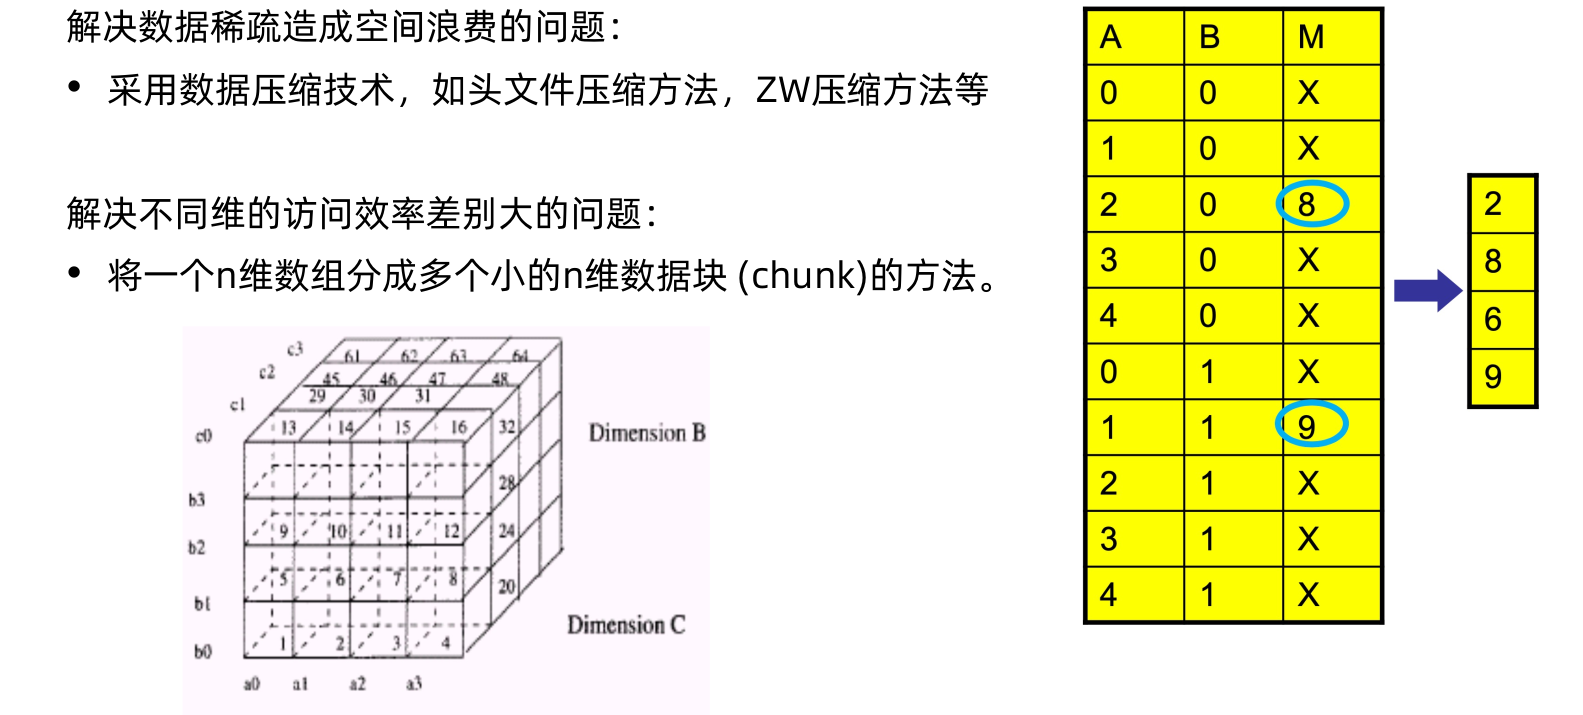 解决数据稀疏造成空间浪费的问题：
• 采用数据压缩技术，如头文件压缩方法，ZW压缩方法等
解决不同维的访问效率差别大的问题：
• 将一个n维数组分成多个小的n维数据块 (chunk)的方法。
c3 61 62 63 64
c2 45 46 47 48
c1 29 30 31 32
c0 13 14 15 16
Dimension B
28
b3
9 10 11 12 24
b2
5 6 7 8 20
b1
Dimension C
1 2 3 4
b0
a0 a1 a2 a3
A B M
0 0 X
1 0 X
2 0 8
3 0 X
4 0 X
0 1 X
1 1 9
2 1 X
3 1 X
4 1 X
2
8
6
9